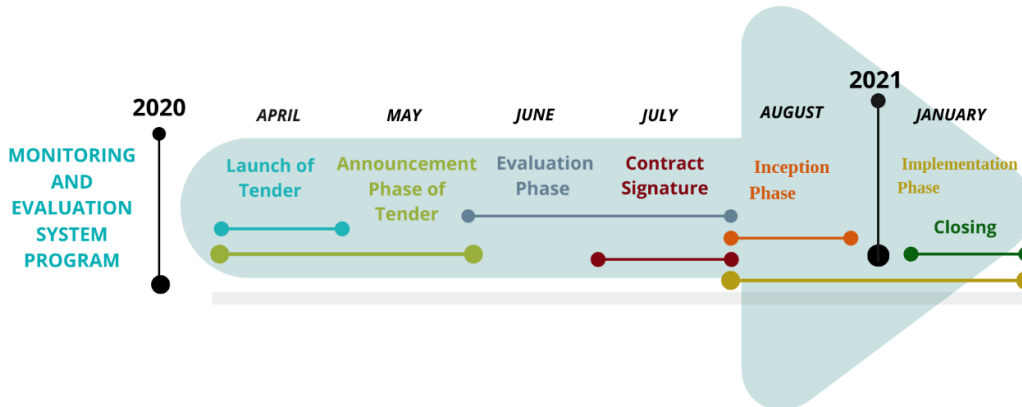 2020
2021
APRIL
MAY
JUNE
JULY
AUGUST
JANUARY
MONITORING
AND
EVALUATION
SYSTEM
PROGRAM
Launch of
Tender
Announcement
Phase of
Tender
Evaluation
Phase
Contract
Signature
Inception
Phase
Implementation
Phase
Closing